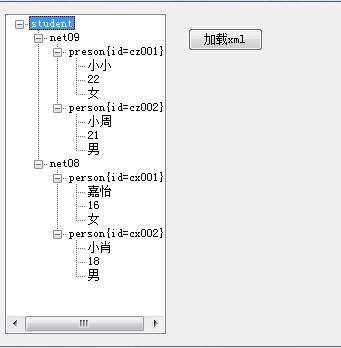 student
net09
preson{id=cz001}
小小
22
女
person{id=cz002}
小周
21
男
net08
person{id=cx001}
嘉怡
16
女
person{id=cx002}
小肖
18
男
加载xml